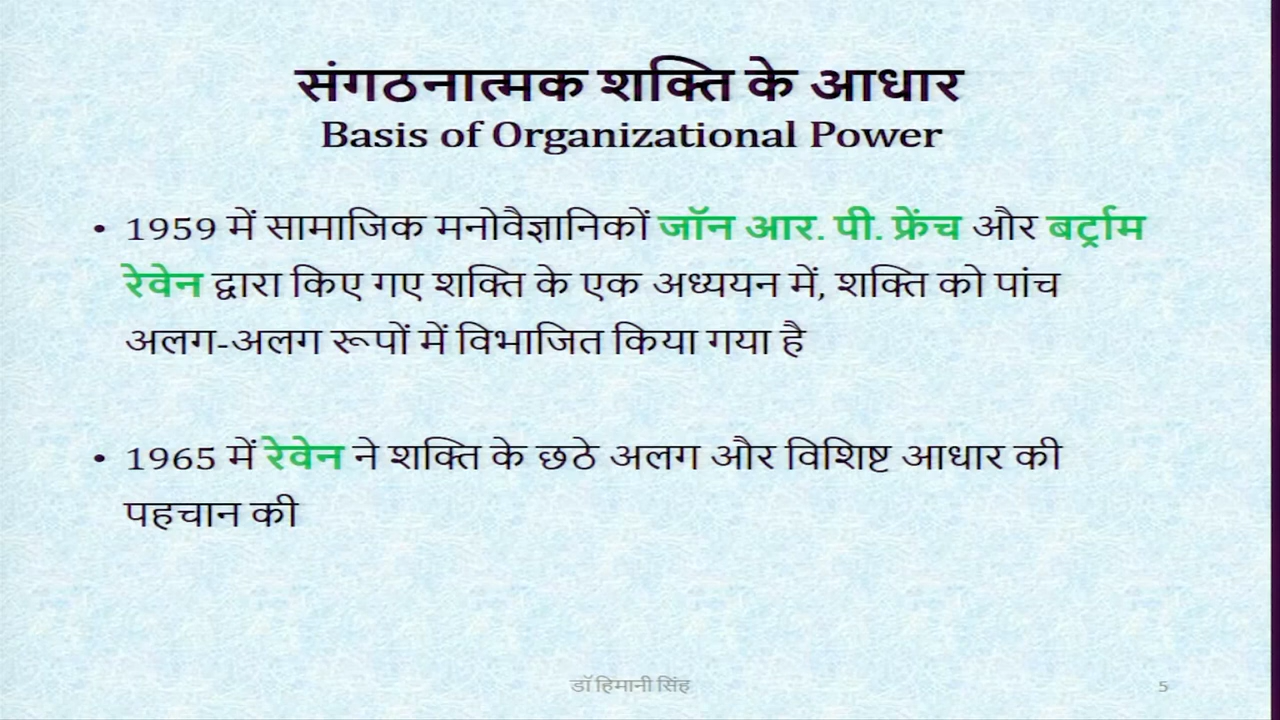 संगठनात्मक शक्ति के आधार
Basis of Organizational Power
• 1959 में सामाजिक मनोवैज्ञानिकों जॉन आर. पी. फ्रेंच और बर्ट्राम
रेवेन द्वारा किए गए शक्ति के एक अध्ययन में, शक्ति को पांच
अलग-अलग रूपों में विभाजित किया गया है
• 1965 में रेवेन ने शक्ति के छठे अलग और विशिष्ट आधार की
पहचान की
डॉ हिमानी सिंह
5